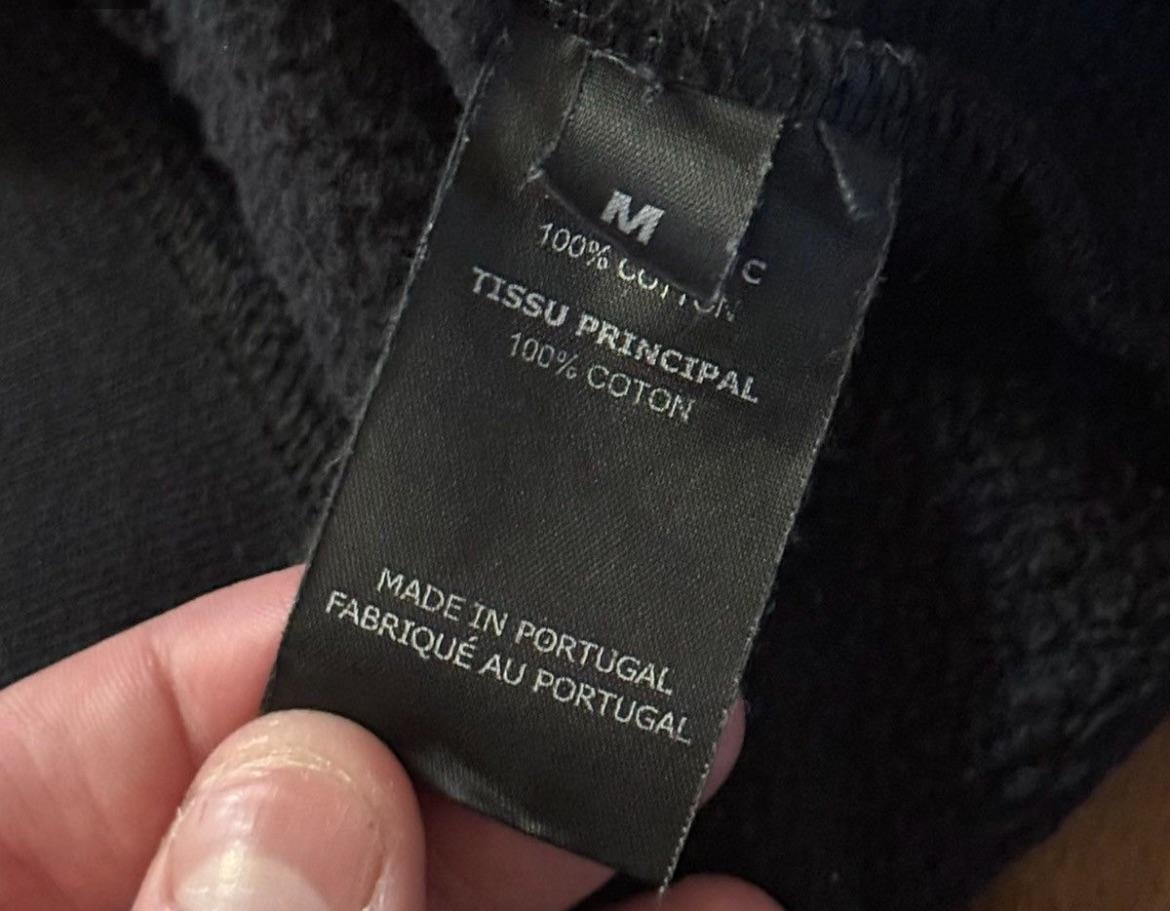 M
C
100% COTTON
TISSU PRINCIPAL
100% COTON
MADE IN PORTUGAL
FABRIQUÉ AU PORTUGAL